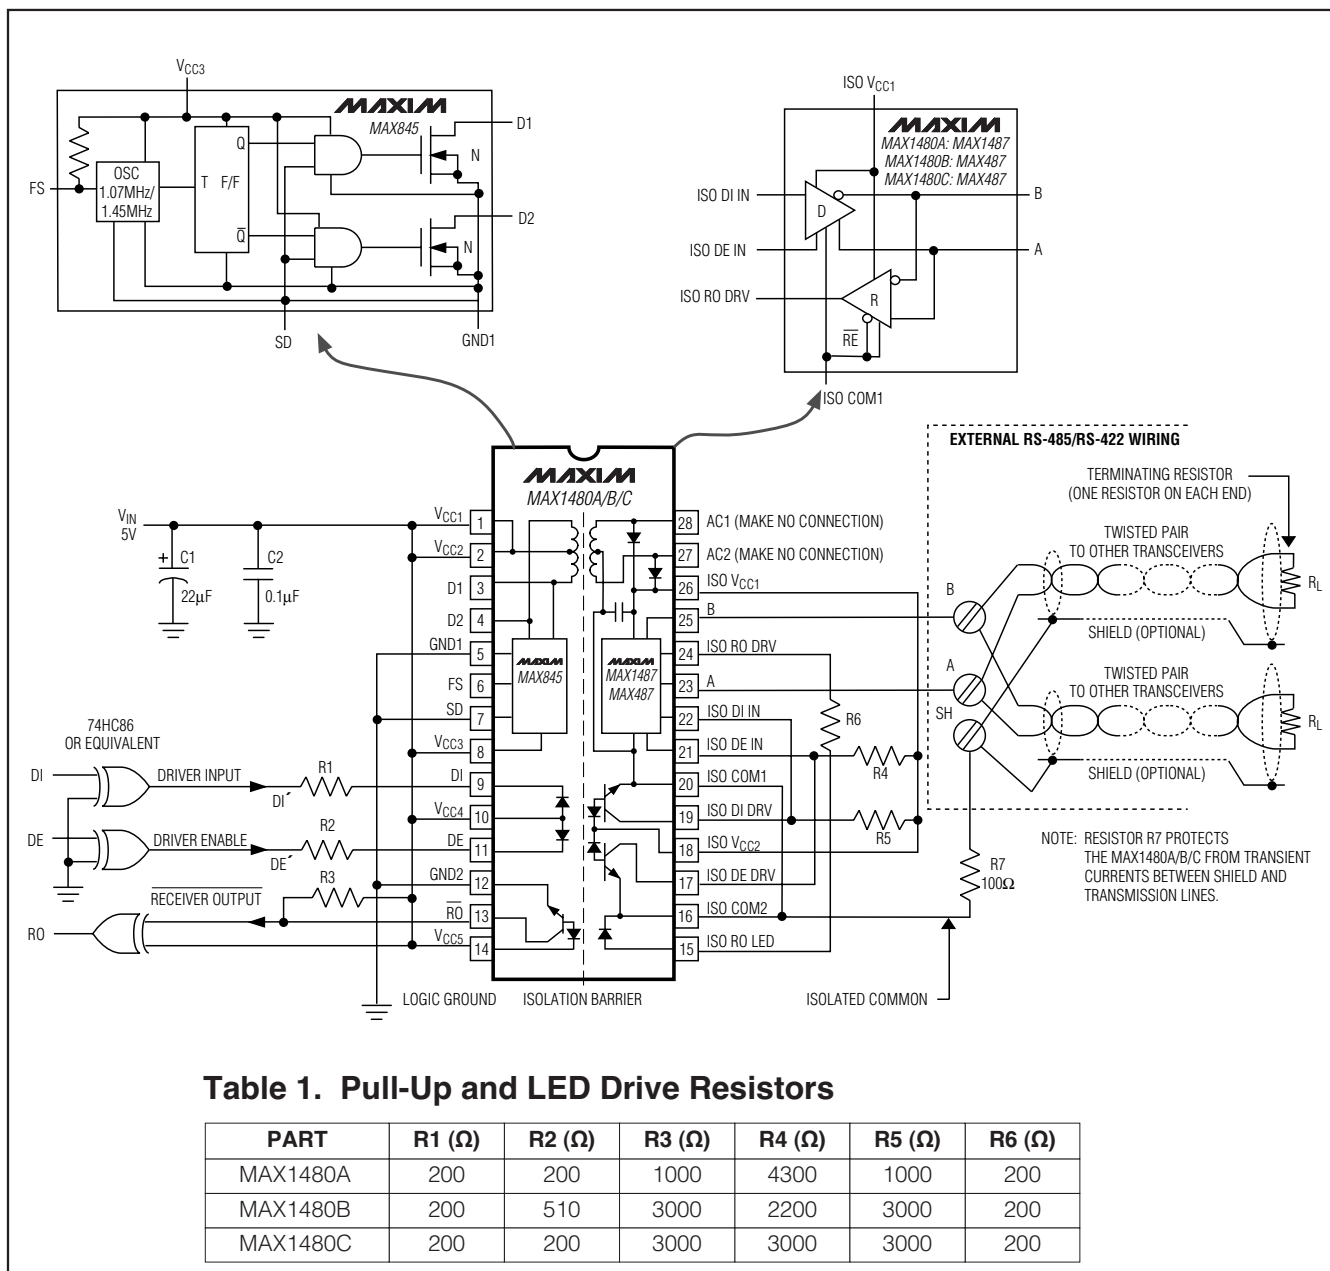 VCC3
MAXIM
MAX845
D1
N
Q
OSC
1.07MHz/
1.45MHz
T F/F
FS
D2
Q̅
N
SD
GND1
ISO VCC1
MAXIM
MAX1480A: MAX1487
MAX1480B: MAX487
MAX1480C: MAX487
ISO DI IN
D
B
ISO DE IN
A
ISO RO DRV
R
R̅E̅
ISO COM1
MAXIM
MAX1480A/B/C
VIN
5V
+
C1
22µF
C2
0.1µF
VCC1
1
VCC2
2
D1
3
D2
4
GND1
5
FS
6
SD
7
VCC3
8
DI
9
VCC4
10
DE
11
GND2
12
R̅O̅
13
VCC5
14
MAXIM
MAX845
MAXIM
MAX1487
MAX487
28
AC1 (MAKE NO CONNECTION)
27
AC2 (MAKE NO CONNECTION)
26
ISO VCC1
25
B
24
ISO RO DRV
23
A
22
ISO DI IN
21
ISO DE IN
20
ISO COM1
19
ISO DI DRV
18
ISO VCC2
17
ISO DE DRV
16
ISO COM2
15
ISO RO LED
74HC86
OR EQUIVALENT
DI
DRIVER INPUT
DI´
R1
DE
DRIVER ENABLE
DE´
R2
R3
R̅E̅C̅E̅I̅V̅E̅R̅ O̅U̅T̅P̅U̅T̅
RO
LOGIC GROUND
ISOLATION BARRIER
R6
R4
R5
R7
100Ω
ISOLATED COMMON
EXTERNAL RS-485/RS-422 WIRING
TERMINATING RESISTOR
(ONE RESISTOR ON EACH END)
TWISTED PAIR
TO OTHER TRANSCEIVERS
B
RL
SHIELD (OPTIONAL)
A
TWISTED PAIR
TO OTHER TRANSCEIVERS
SH
RL
SHIELD (OPTIONAL)
NOTE: RESISTOR R7 PROTECTS
THE MAX1480A/B/C FROM TRANSIENT
CURRENTS BETWEEN SHIELD AND
TRANSMISSION LINES.
Table 1. Pull-Up and LED Drive Resistors
PART R1 (Ω) R2 (Ω) R3 (Ω) R4 (Ω) R5 (Ω) R6 (Ω)
MAX1480A 200 200 1000 4300 1000 200
MAX1480B 200 510 3000 2200 3000 200
MAX1480C 200 200 3000 3000 3000 200